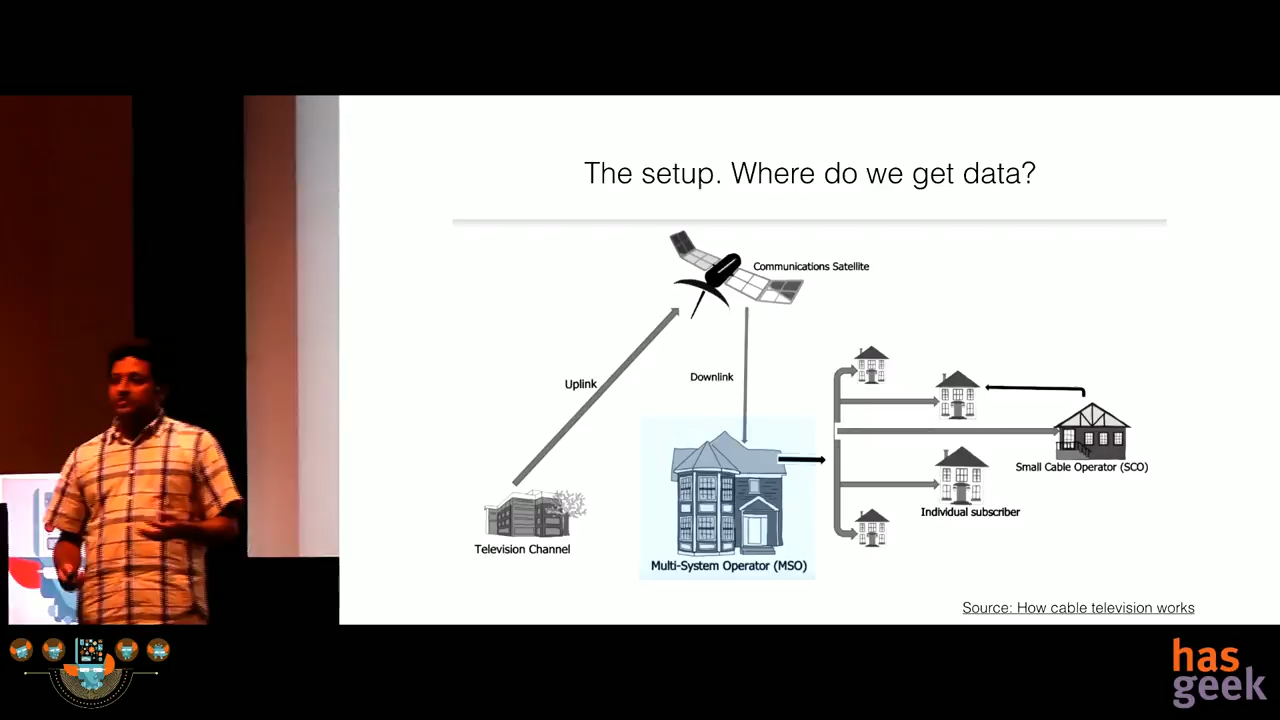 The setup. Where do we get data?
Communications Satellite
Uplink
Downlink
Small Cable Operator (SCO)
Individual subscriber
Television Channel
Multi-System Operator (MSO)
Source: How cable television works
has
geek